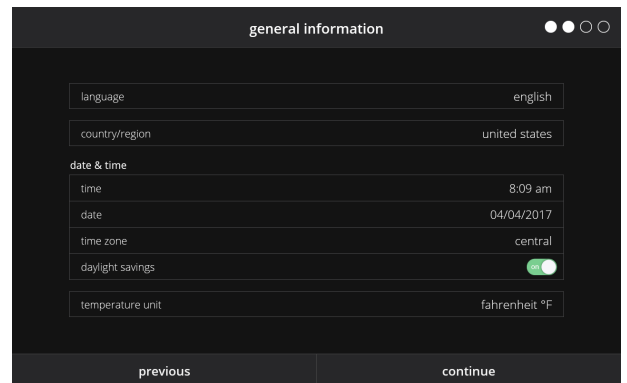 general information
language english
country/region united states
date & time
time 8:09 am
date 04/04/2017
time zone central
daylight savings on
temperature unit fahrenheit °F
previous continue